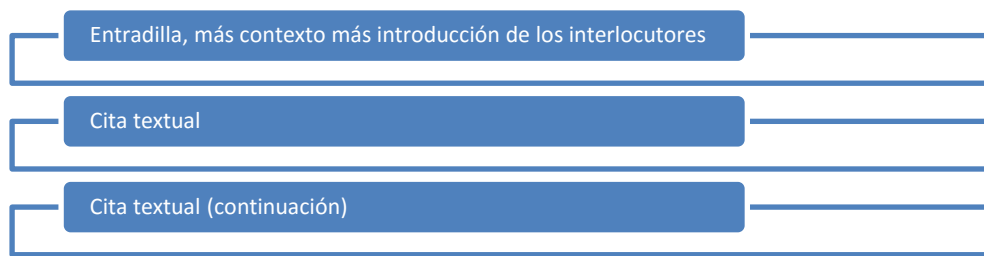 Entradilla, más contexto más introducción de los interlocutores
Cita textual
Cita textual (continuación)